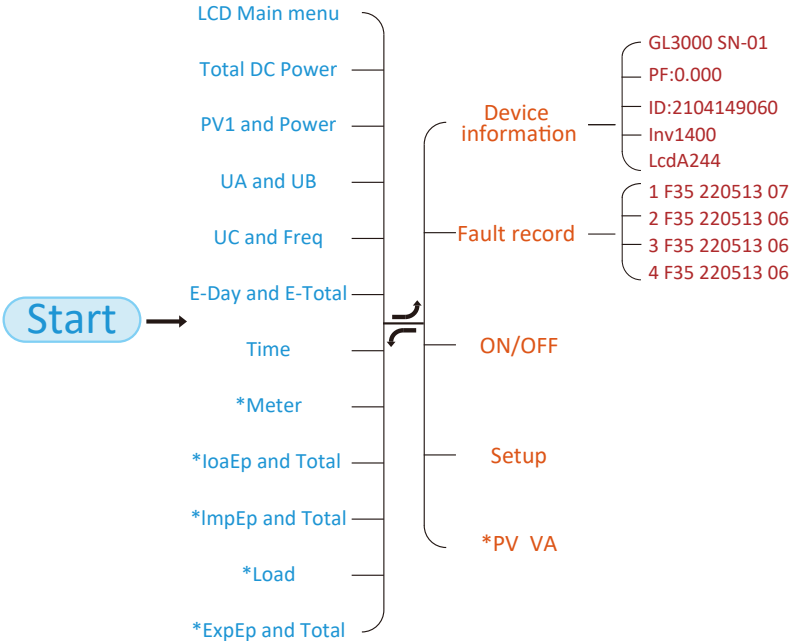 LCD Main menu
Total DC Power
PV1 and Power
UA and UB
UC and Freq
E-Day and E-Total
Start
Time
*Meter
*IoaEp and Total
*ImpEp and Total
*Load
*ExpEp and Total
Device
information
Fault record
ON/OFF
Setup
*PV VA
GL3000 SN-01
PF:0.000
ID:2104149060
Inv1400
LcdA244
1 F35 220513 07
2 F35 220513 06
3 F35 220513 06
4 F35 220513 06